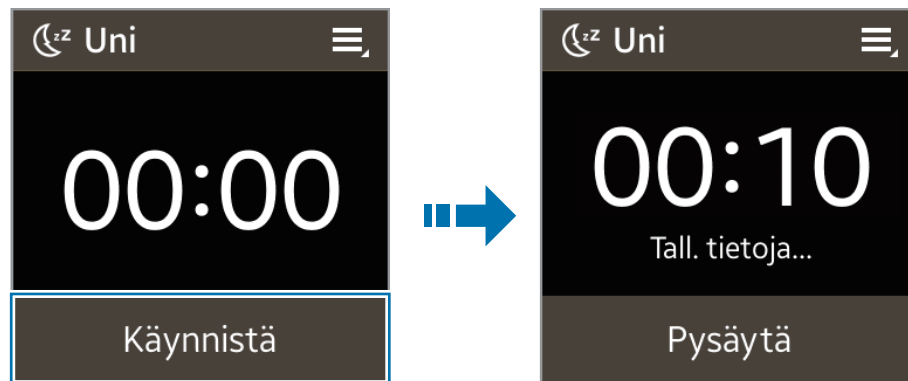 Uni
00:00
Käynnistä
Uni
00:10
Tall. tietoja...
Pysäytä